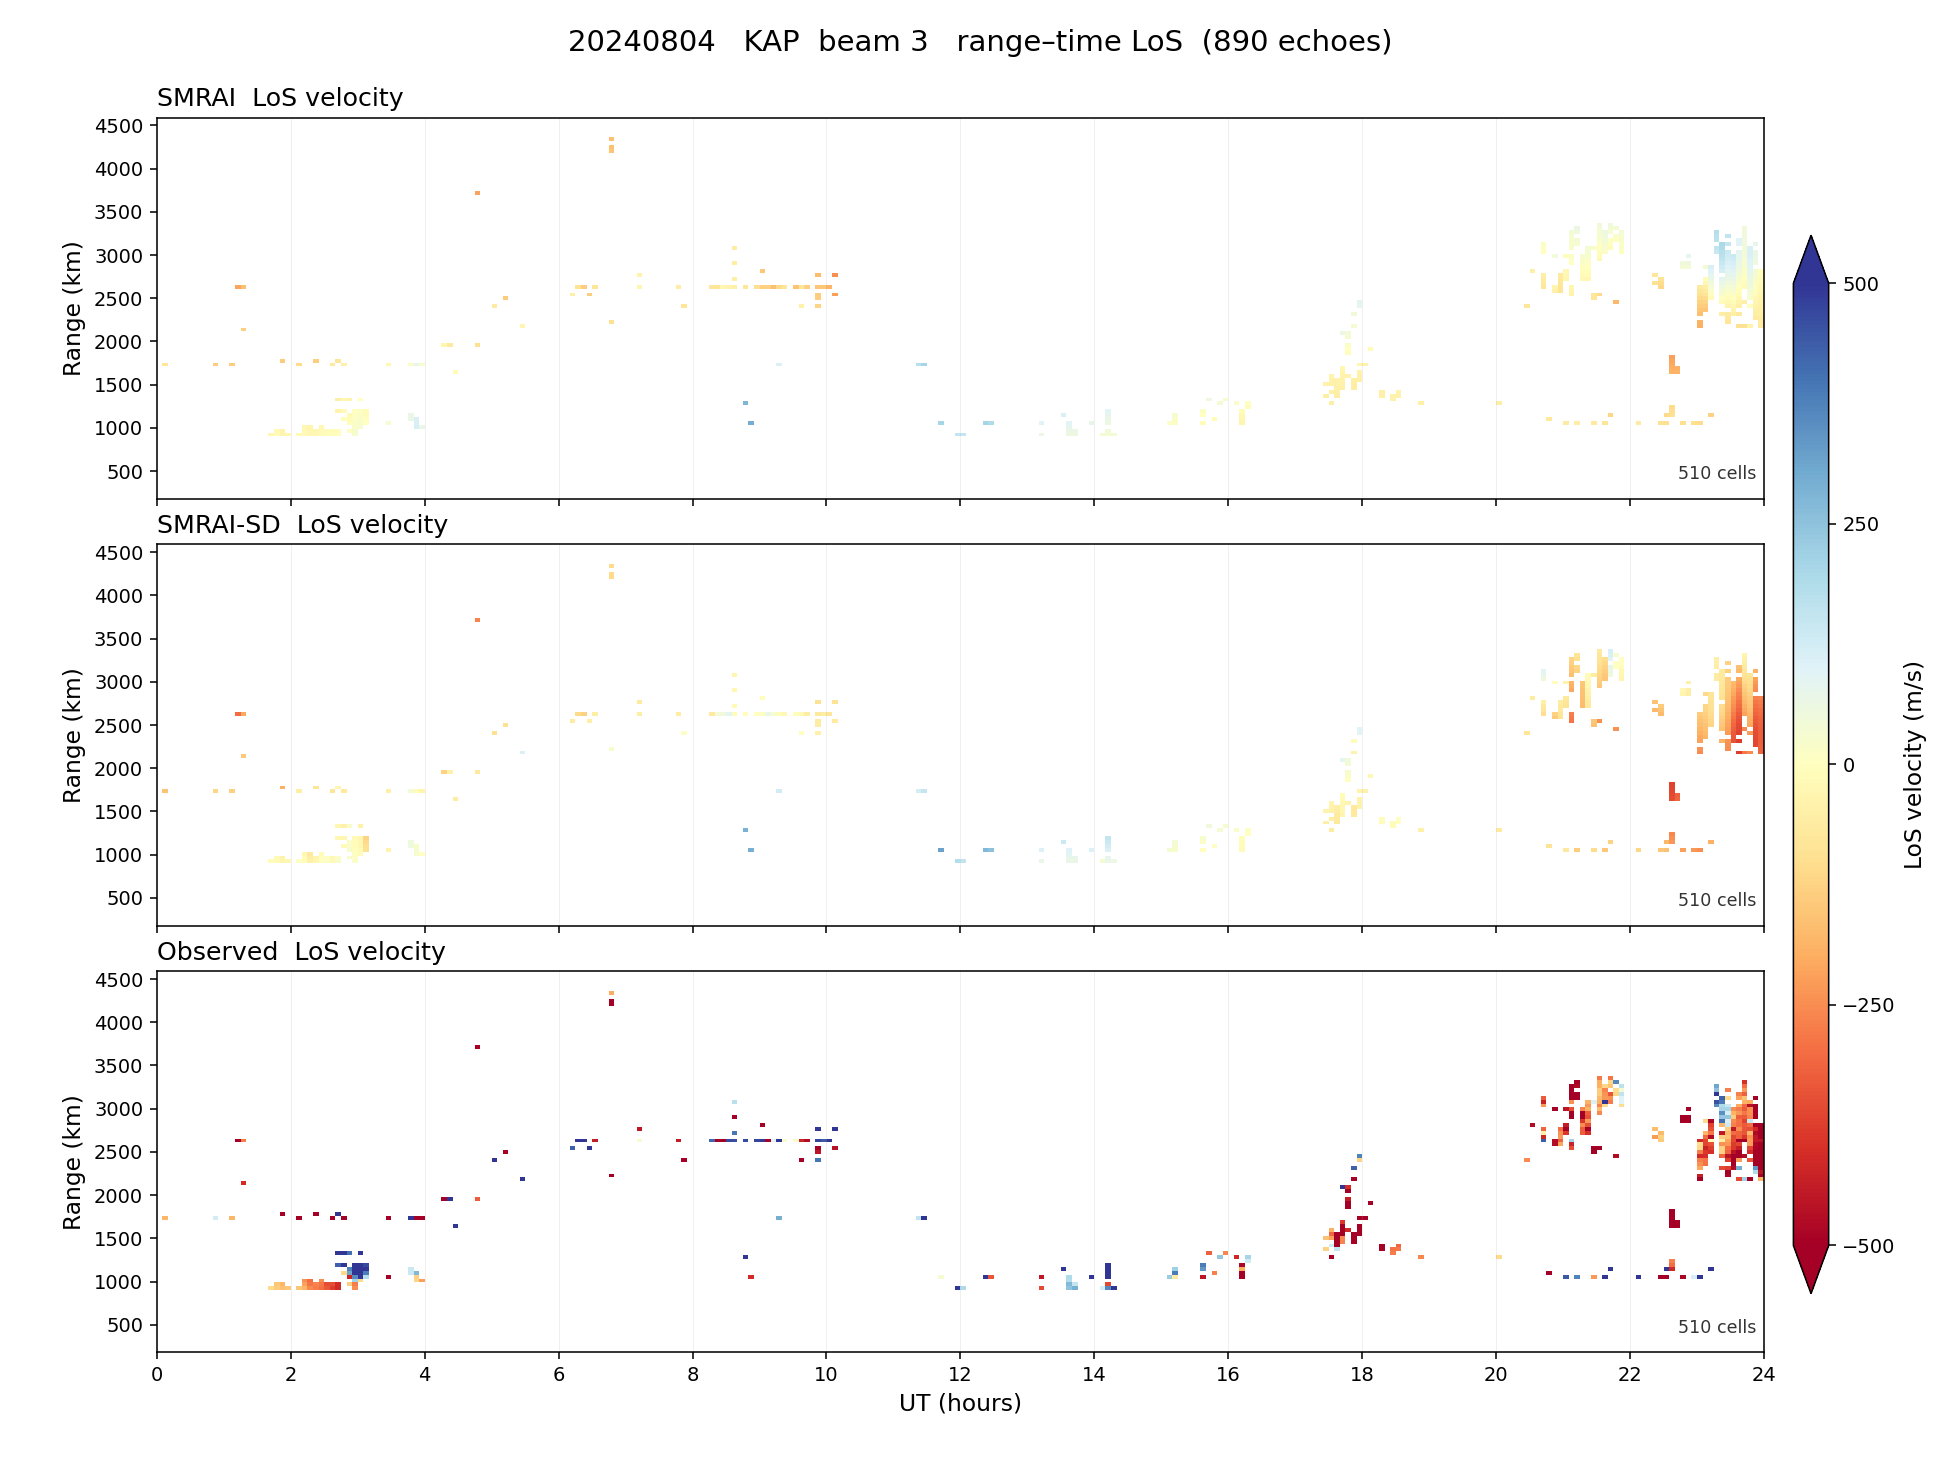 20240804   KAP  beam 3   range–time LoS  (890 echoes)
SMRAI  LoS velocity
4500
4000
3500
3000
2500
2000
1500
1000
500
Range (km)
510 cells
SMRAI-SD  LoS velocity
4500
4000
3500
3000
2500
2000
1500
1000
500
Range (km)
510 cells
Observed  LoS velocity
4500
4000
3500
3000
2500
2000
1500
1000
500
Range (km)
510 cells
0 2 4 6 8 10 12 14 16 18 20 22 24
UT (hours)
500
250
0
−250
−500
LoS velocity (m/s)